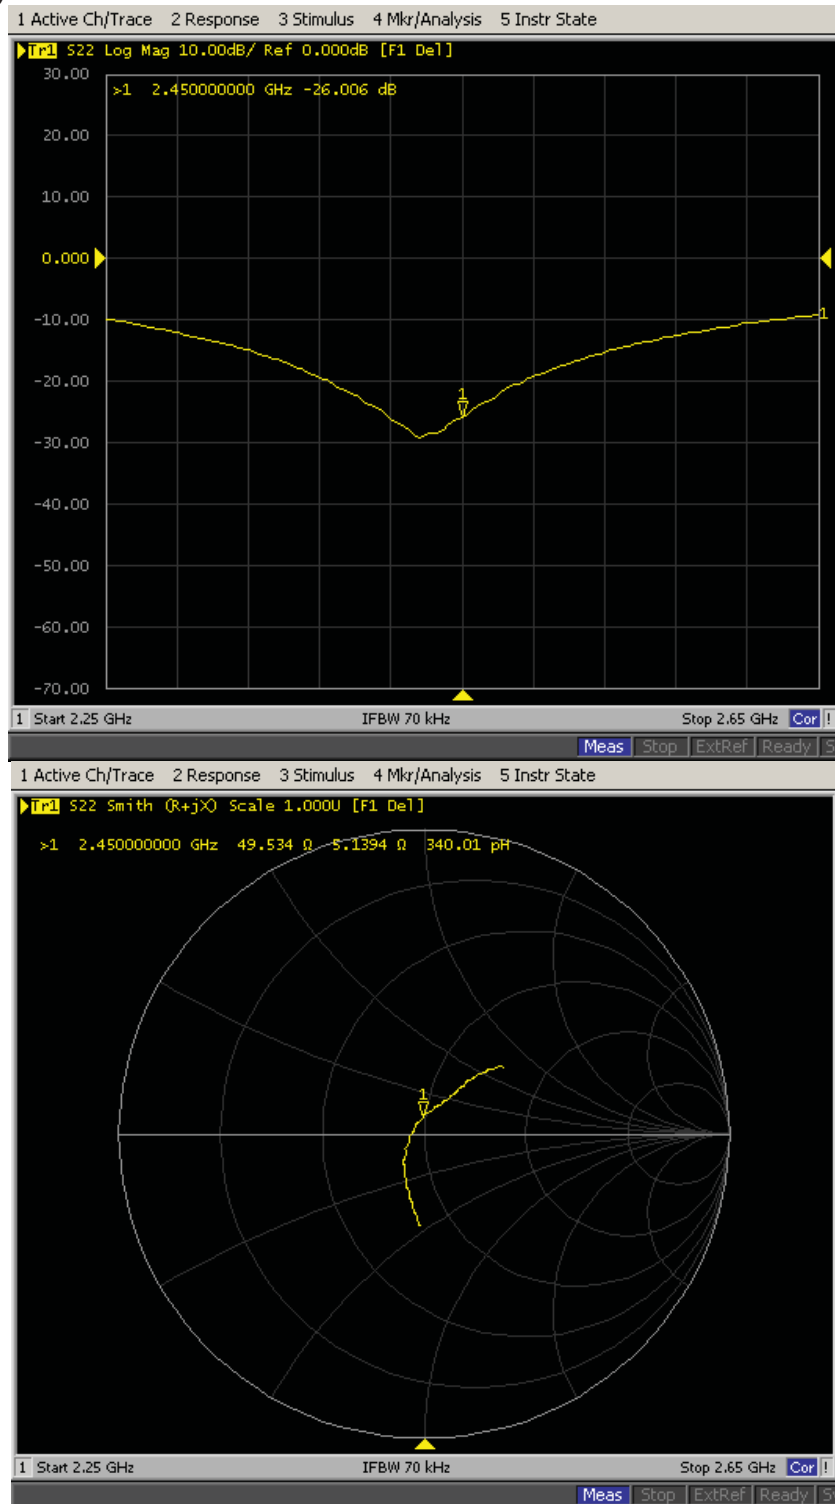 1 Active Ch/Trace 2 Response 3 Stimulus 4 Mkr/Analysis 5 Instr State
Tr1 S22 Log Mag 10.00dB/ Ref 0.000dB [F1 Del]
30.00
>1 2.450000000 GHz -26.006 dB
20.00
10.00
0.000
-10.00
1
-20.00
1
-30.00
-40.00
-50.00
-60.00
-70.00
1 Start 2.25 GHz IFBW 70 kHz Stop 2.65 GHz Cor !
Meas Stop ExtRef Ready S
1 Active Ch/Trace 2 Response 3 Stimulus 4 Mkr/Analysis 5 Instr State
Tr1 S22 Smith (R+jX) Scale 1.000U [F1 Del]
>1 2.450000000 GHz 49.534 Ω 5.1394 Ω 340.01 pH
1
1 Start 2.25 GHz IFBW 70 kHz Stop 2.65 GHz Cor !
Meas Stop ExtRef Ready